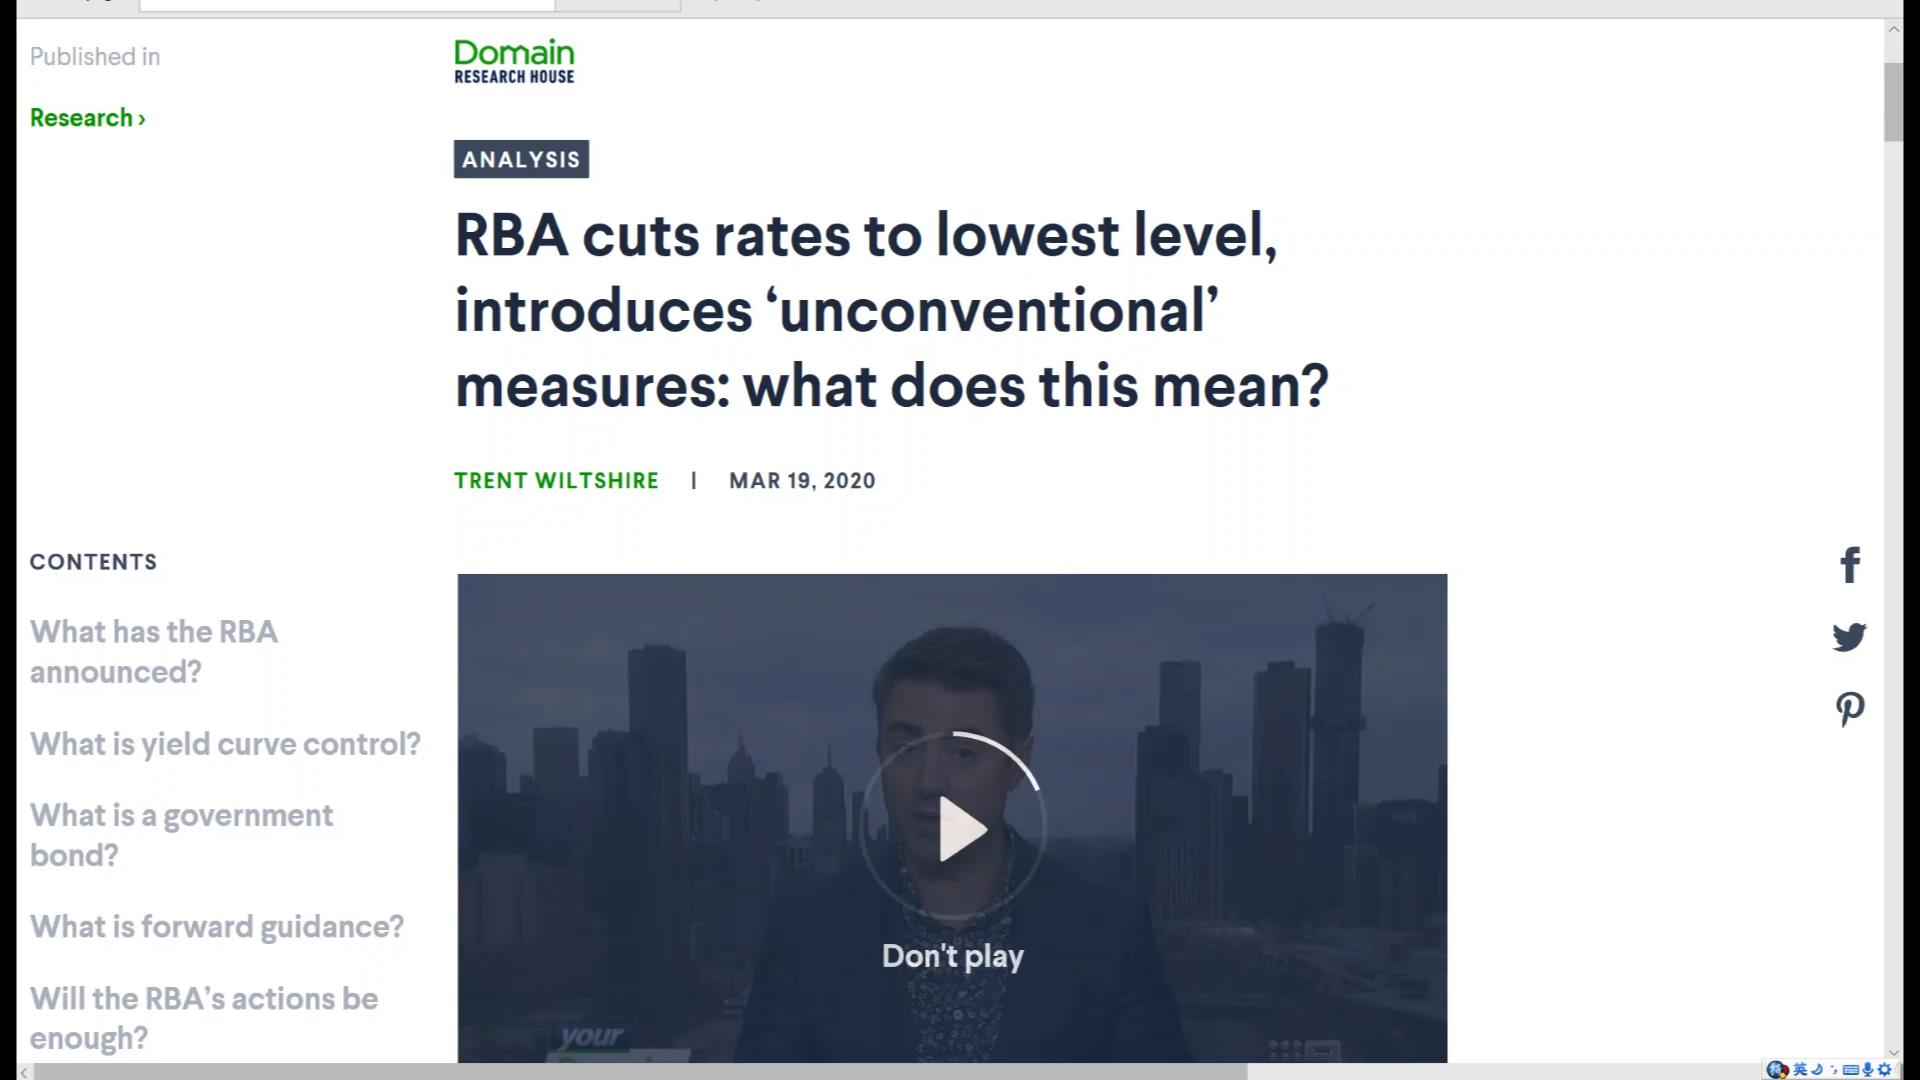 Published in
Research ›
Domain
RESEARCH HOUSE
ANALYSIS
RBA cuts rates to lowest level,
introduces ‘unconventional’
measures: what does this mean?
TRENT WILTSHIRE | MAR 19, 2020
CONTENTS
What has the RBA
announced?
What is yield curve control?
What is a government
bond?
What is forward guidance?
Will the RBA’s actions be
enough?
Don't play
your
英